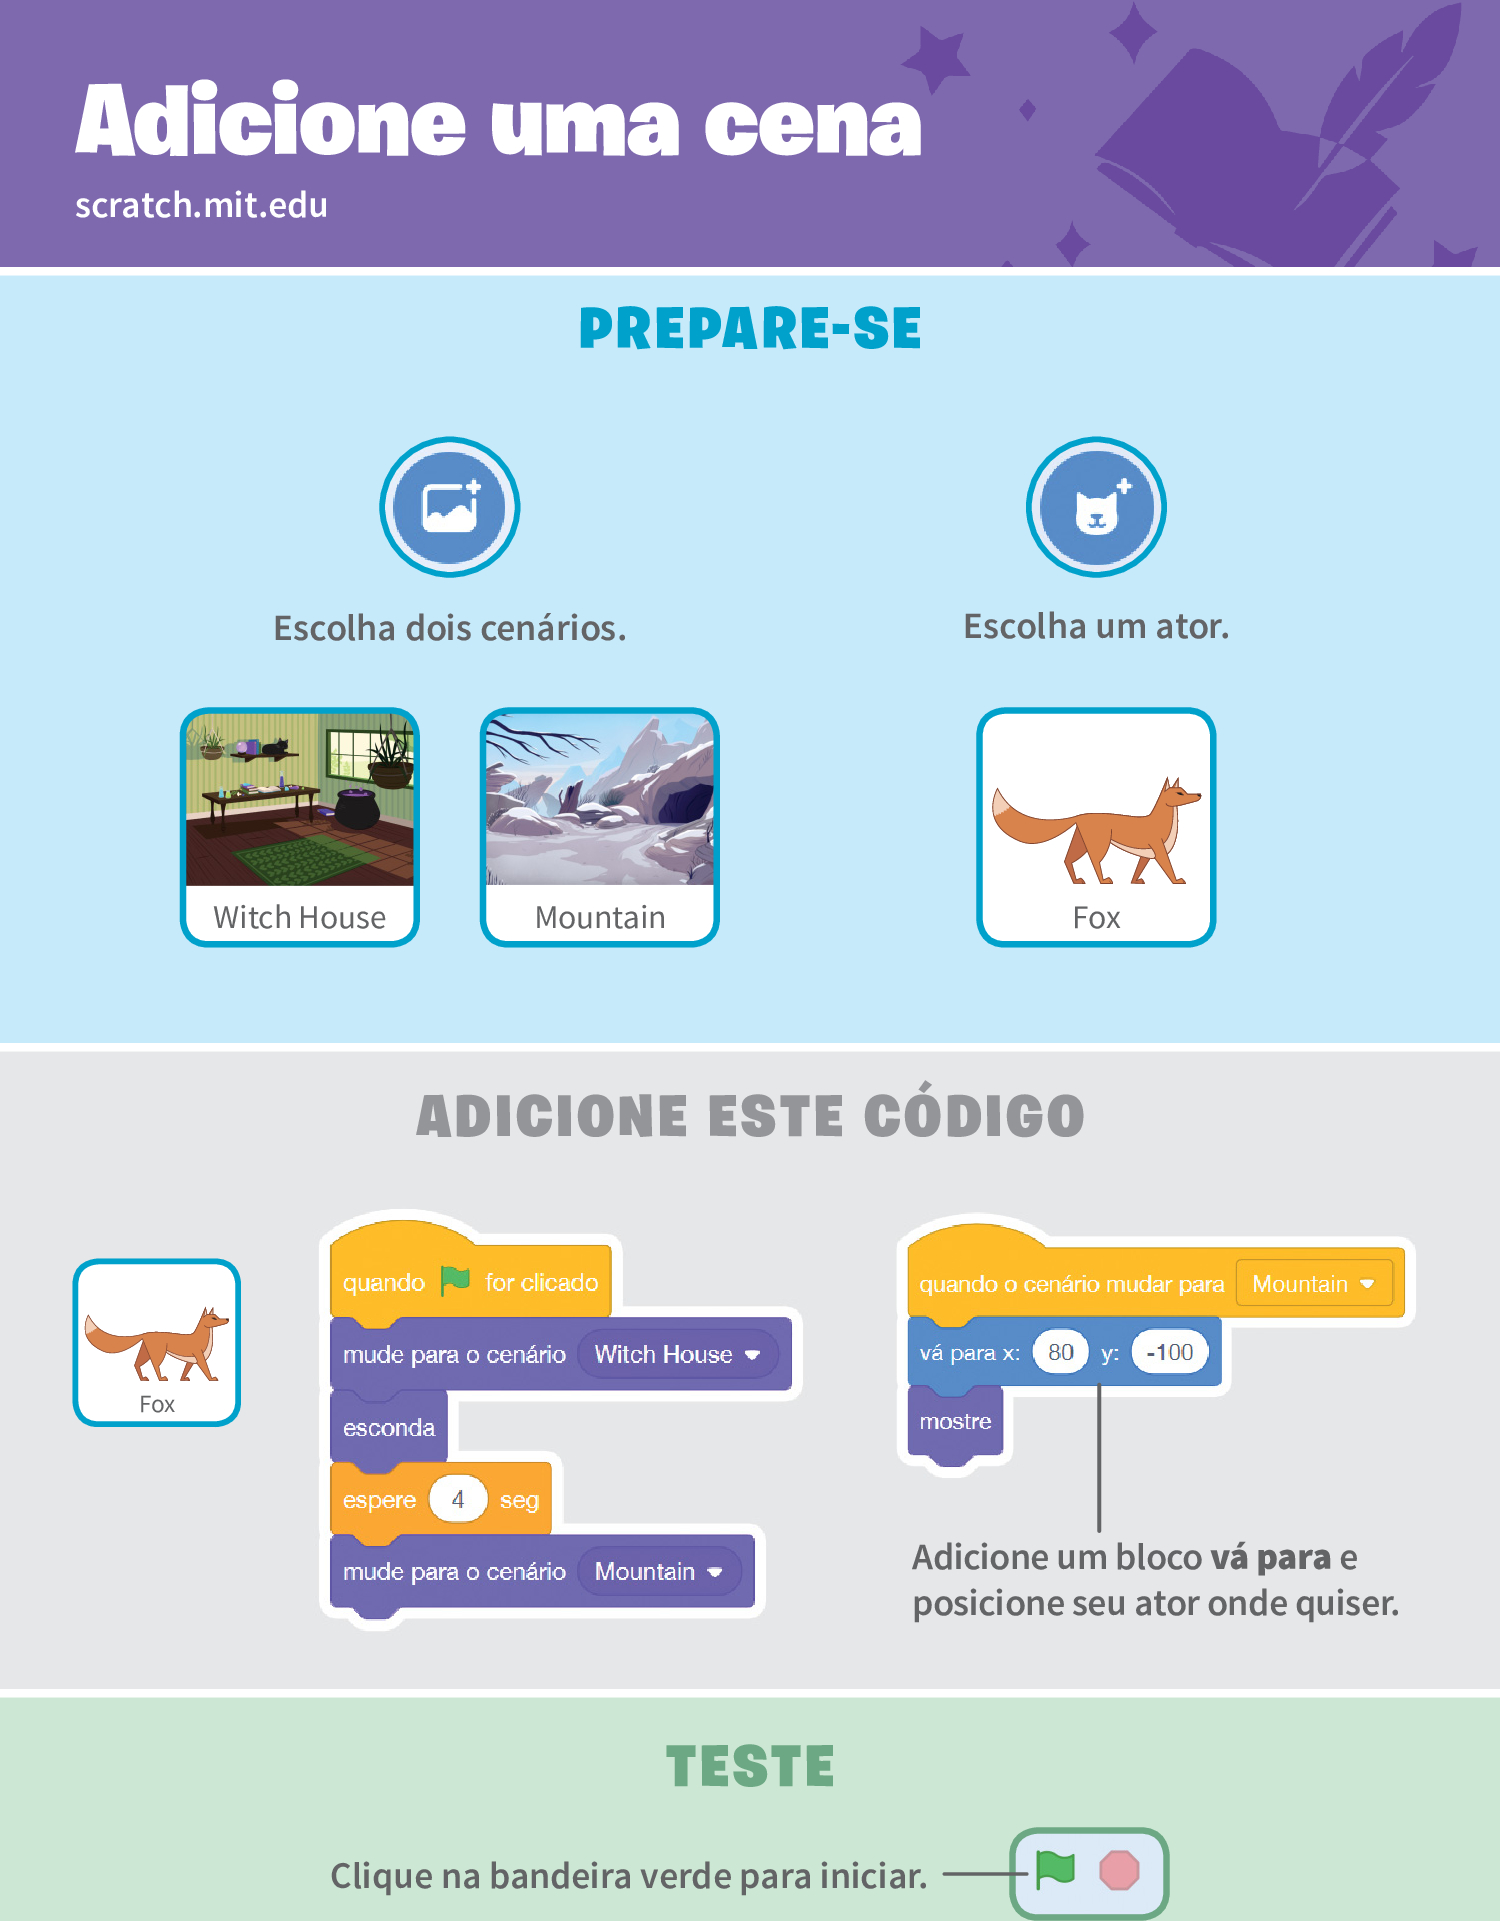 Adicione uma cena
scratch.mit.edu
PREPARE-SE
Escolha dois cenários.
Escolha um ator.
Witch House
Mountain
Fox
ADICIONE ESTE CÓDIGO
Fox
quando for clicado
mude para o cenário Witch House
esconda
espere 4 seg
mude para o cenário Mountain
quando o cenário mudar para Mountain
vá para x: 80 y: -100
mostre
Adicione um bloco vá para e
posicione seu ator onde quiser.
TESTE
Clique na bandeira verde para iniciar.